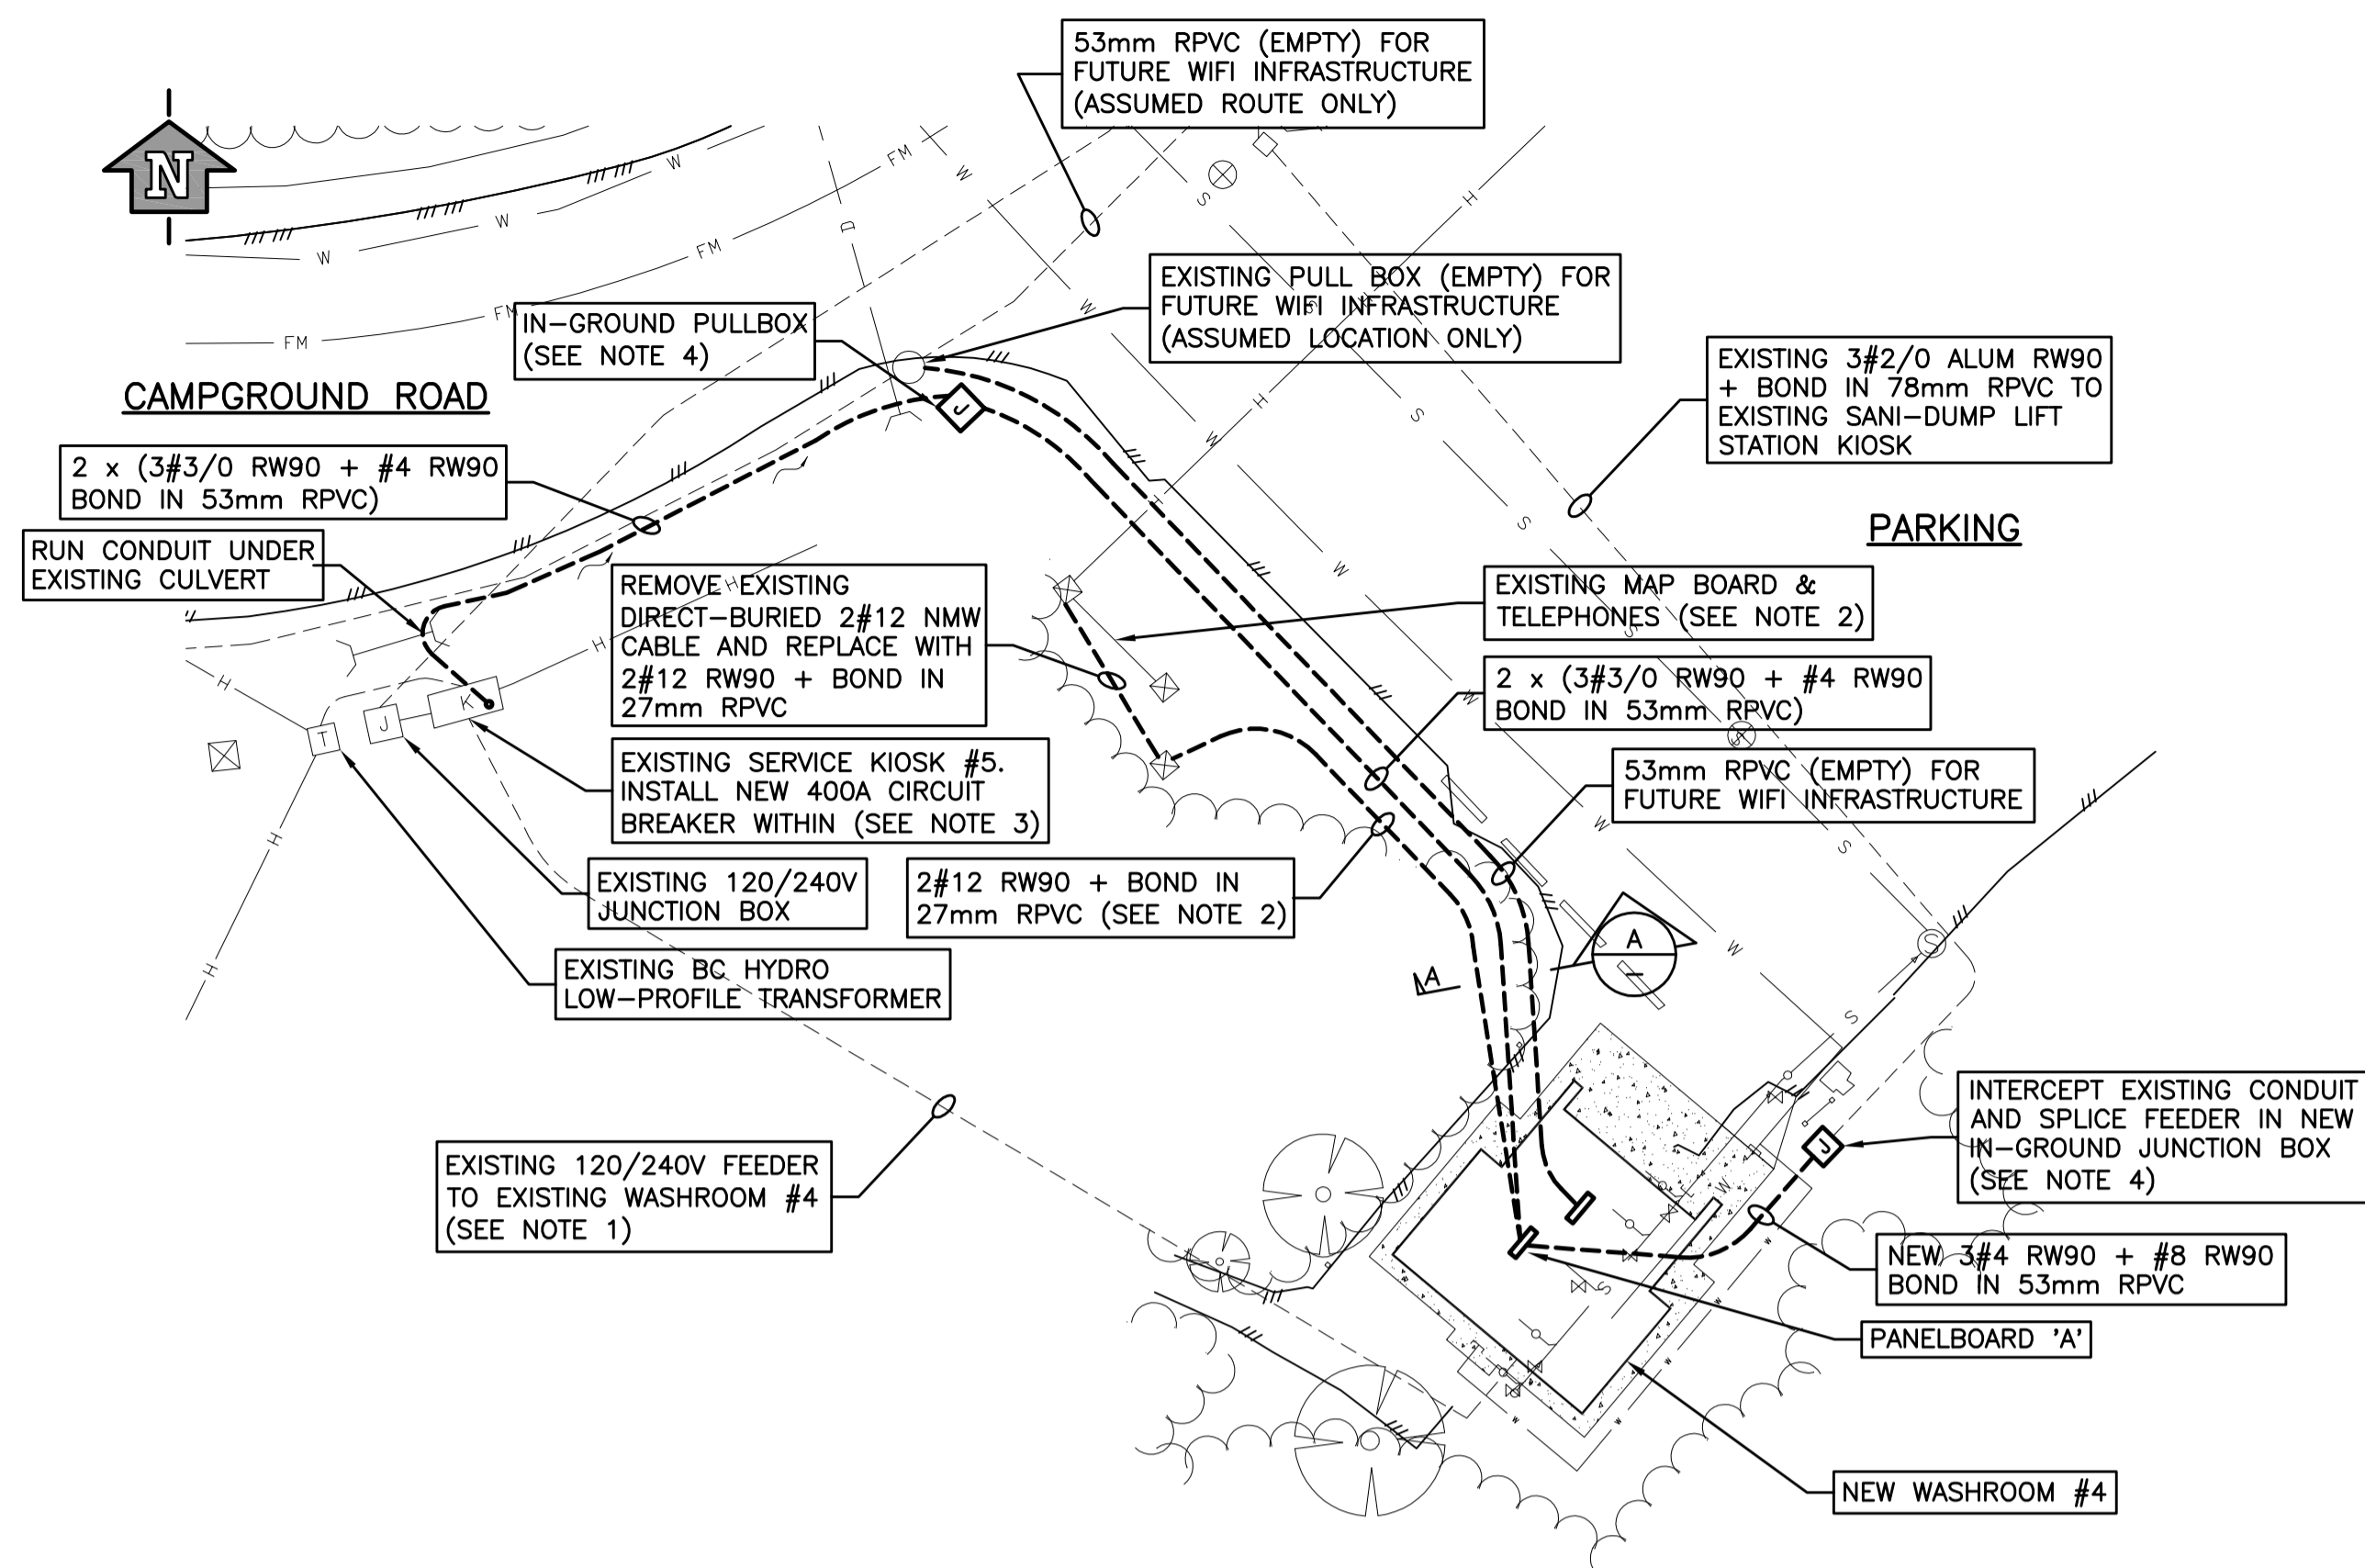 53mm RPVC (EMPTY) FOR
FUTURE WIFI INFRASTRUCTURE
(ASSUMED ROUTE ONLY)
N
W
W
W
FM
FM
FM
FM
D
W
W
W
W
W
W
W
W
S
S
S
S
S
S
S
H
H
H
H
EXISTING PULL BOX (EMPTY) FOR
FUTURE WIFI INFRASTRUCTURE
(ASSUMED LOCATION ONLY)
IN-GROUND PULLBOX
(SEE NOTE 4)
J
EXISTING 3#2/0 ALUM RW90
+ BOND IN 78mm RPVC TO
EXISTING SANI-DUMP LIFT
STATION KIOSK
CAMPGROUND ROAD
2 x (3#3/0 RW90 + #4 RW90
BOND IN 53mm RPVC)
PARKING
RUN CONDUIT UNDER
EXISTING CULVERT
REMOVE EXISTING
DIRECT-BURIED 2#12 NMW
CABLE AND REPLACE WITH
2#12 RW90 + BOND IN
27mm RPVC
EXISTING MAP BOARD &
TELEPHONES (SEE NOTE 2)
2 x (3#3/0 RW90 + #4 RW90
BOND IN 53mm RPVC)
H
H
H
T
J
K
H
H
EXISTING SERVICE KIOSK #5.
INSTALL NEW 400A CIRCUIT
BREAKER WITHIN (SEE NOTE 3)
53mm RPVC (EMPTY) FOR
FUTURE WIFI INFRASTRUCTURE
EXISTING 120/240V
JUNCTION BOX
2#12 RW90 + BOND IN
27mm RPVC (SEE NOTE 2)
A
A
S
S
EXISTING BC HYDRO
LOW-PROFILE TRANSFORMER
INTERCEPT EXISTING CONDUIT
AND SPLICE FEEDER IN NEW
IN-GROUND JUNCTION BOX
(SEE NOTE 4)
J
EXISTING 120/240V FEEDER
TO EXISTING WASHROOM #4
(SEE NOTE 1)
W
S
NEW 3#4 RW90 + #8 RW90
BOND IN 53mm RPVC
PANELBOARD 'A'
W
W
W
W
W
NEW WASHROOM #4